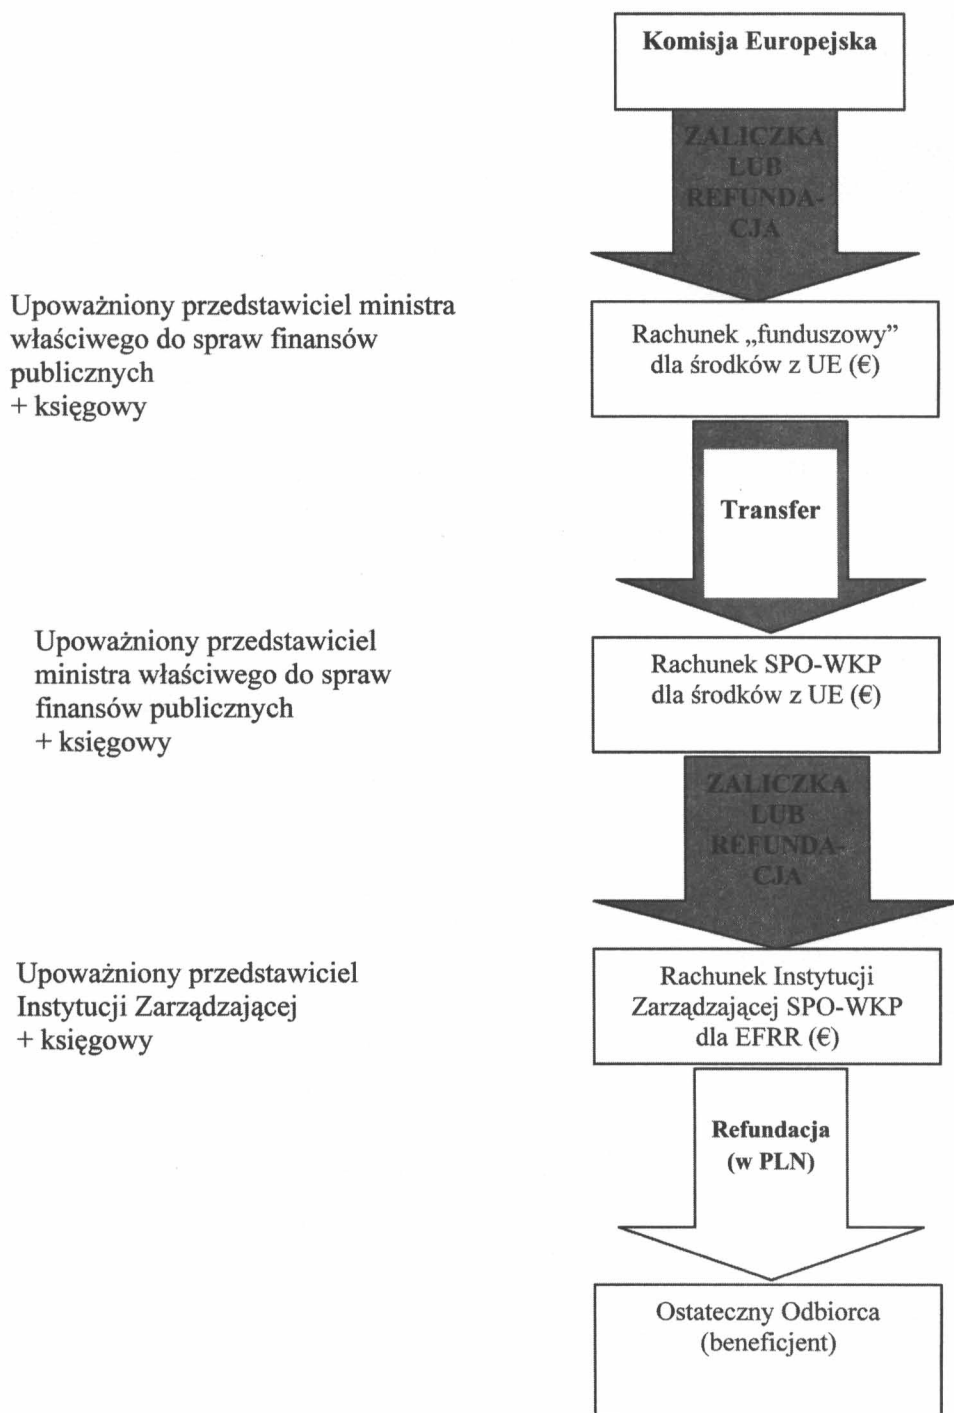 Komisja Europejska
ZALICZKA
LUB
REFUNDA-
CJA
Upoważniony przedstawiciel ministra
właściwego do spraw finansów
publicznych
+ księgowy
Rachunek „funduszowy”
dla środków z UE (€)
Transfer
Upoważniony przedstawiciel
ministra właściwego do spraw
finansów publicznych
+ księgowy
Rachunek SPO-WKP
dla środków z UE (€)
ZALICZKA
LUB
REFUNDA-
CJA
Upoważniony przedstawiciel
Instytucji Zarządzającej
+ księgowy
Rachunek Instytucji
Zarządzającej SPO-WKP
dla EFRR (€)
Refundacja
(w PLN)
Ostateczny Odbiorca
(beneficjent)